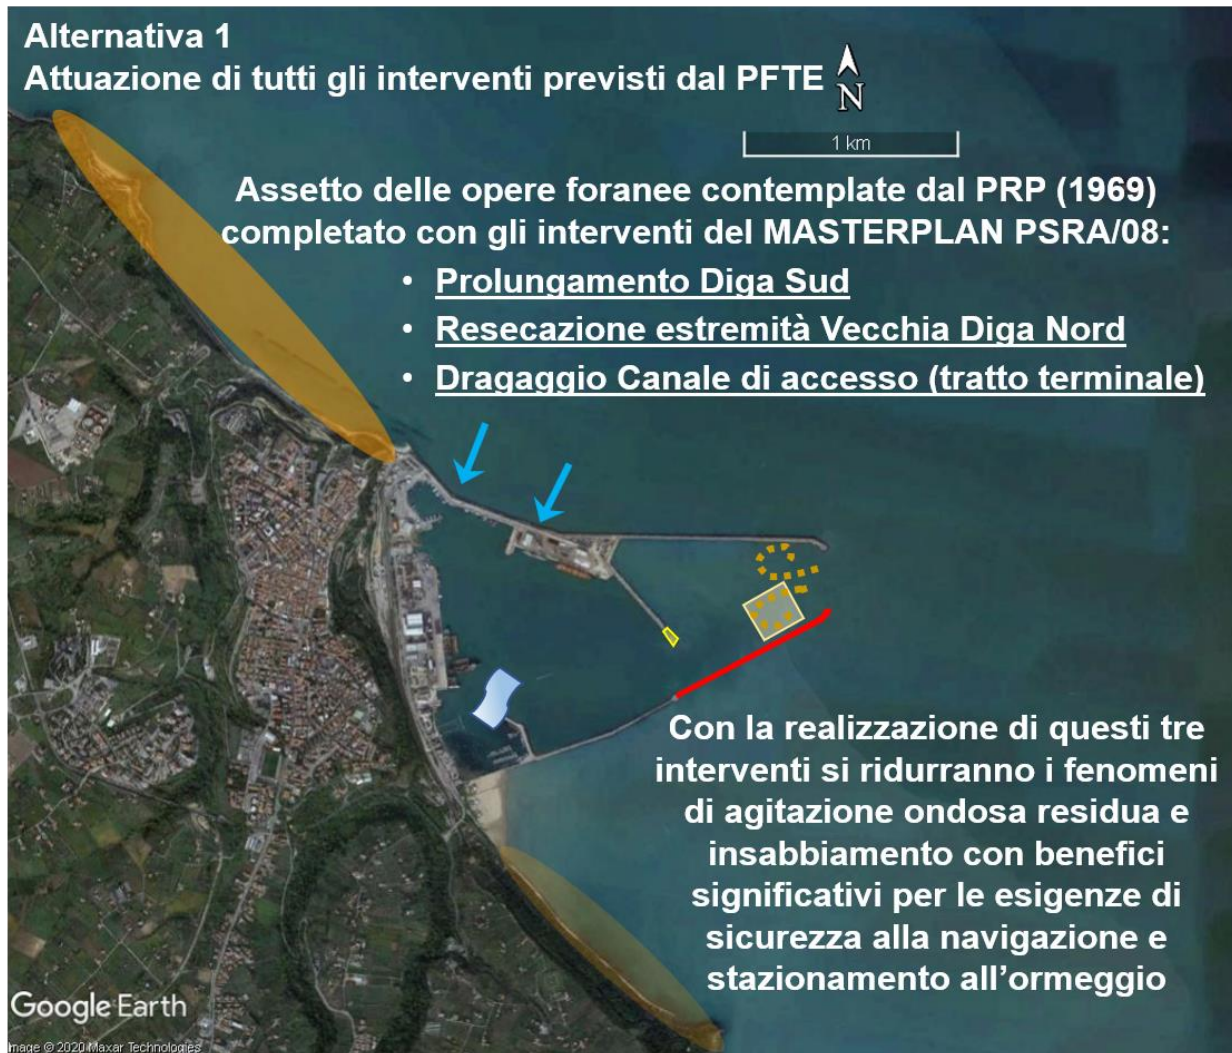 Alternativa 1
Attuazione di tutti gli interventi previsti dal PFTE
N
1 km
Assetto delle opere foranee contemplate dal PRP (1969)
completato con gli interventi del MASTERPLAN PSRA/08:
• Prolungamento Diga Sud
• Resecazione estremità Vecchia Diga Nord
• Dragaggio Canale di accesso (tratto terminale)
Con la realizzazione di questi tre
interventi si ridurranno i fenomeni
di agitazione ondosa residua e
insabbiamento con benefici
significativi per le esigenze di
sicurezza alla navigazione e
stazionamento all'ormeggio
Google Earth
Image © 2020 Maxar Technologies